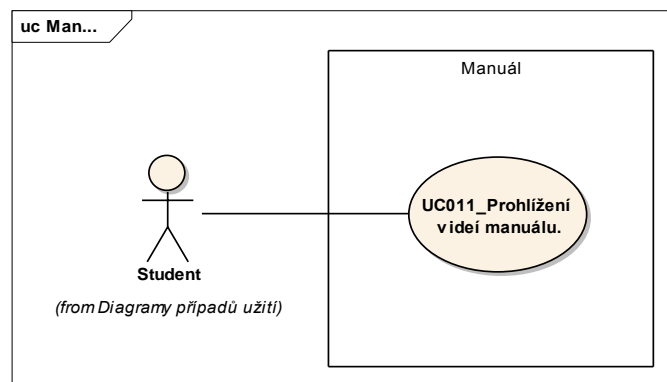 uc Man...
Manuál
UC011_Prohlížení
videí manuálu.
Student
(from Diagramy případů užití)